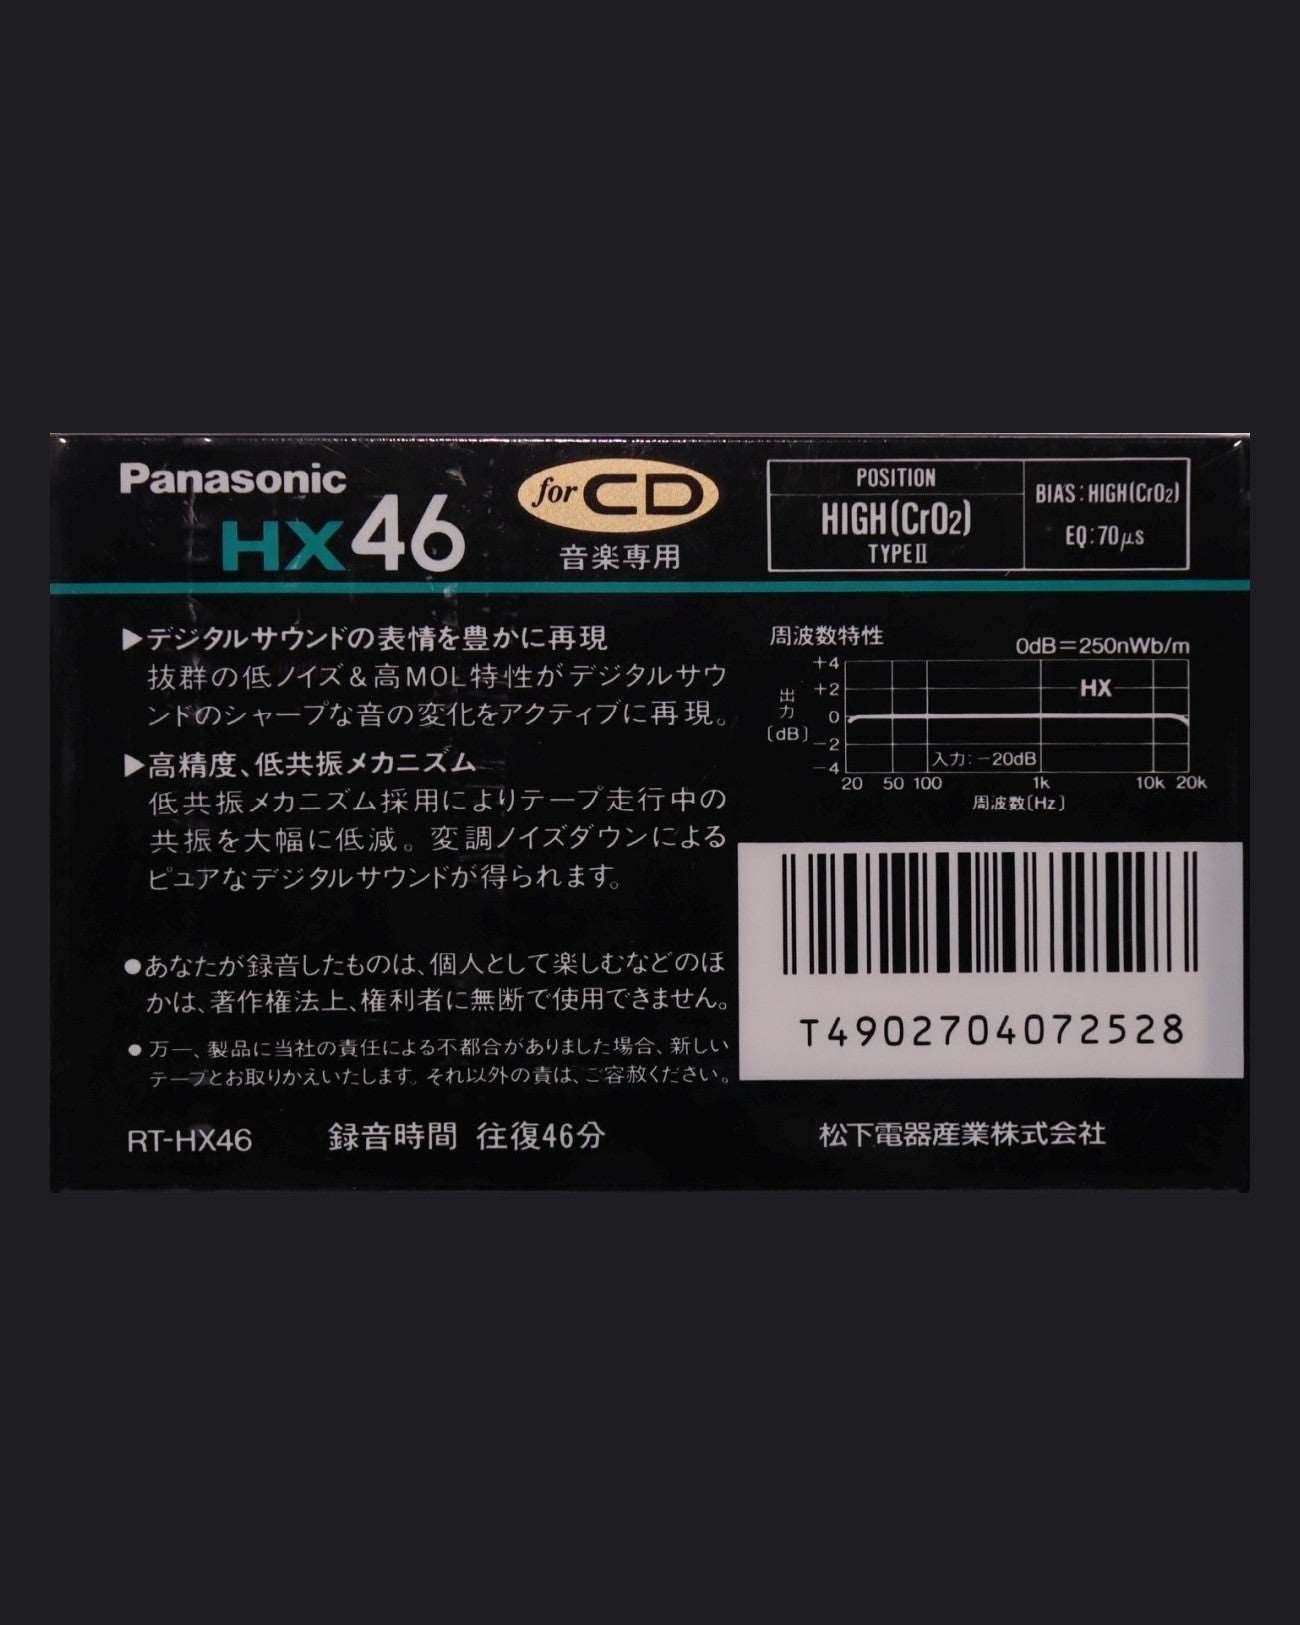 Panasonic
HX46
for CD
音楽専用
POSITION
HIGH(CrO2)
TYPEⅡ
BIAS:HIGH(CrO2)
EQ:70μs
▶デジタルサウンドの表情を豊かに再現
抜群の低ノイズ&高MOL特性がデジタルサウ
ンドのシャープな音の変化をアクティブに再現。
▶高精度、低共振メカニズム
低共振メカニズム採用によりテープ走行中の
共振を大幅に低減。変調ノイズダウンによる
ピュアなデジタルサウンドが得られます。
●あなたが録音したものは、個人として楽しむなどのほ
かは、著作権法上、権利者に無断で使用できません。
●万一、製品に当社の責任による不都合がありました場合、新しい
テープとお取りかえいたします。それ以外の責は、ご容赦ください。
RT-HX46
録音時間 往復46分
周波数特性
0dB=250nWb/m
出力
〔dB〕
+4
+2
0
-2
-4
HX
入力:-20dB
20 50 100 1k 10k 20k
周波数〔Hz〕
T4902704072528
松下電器産業株式会社